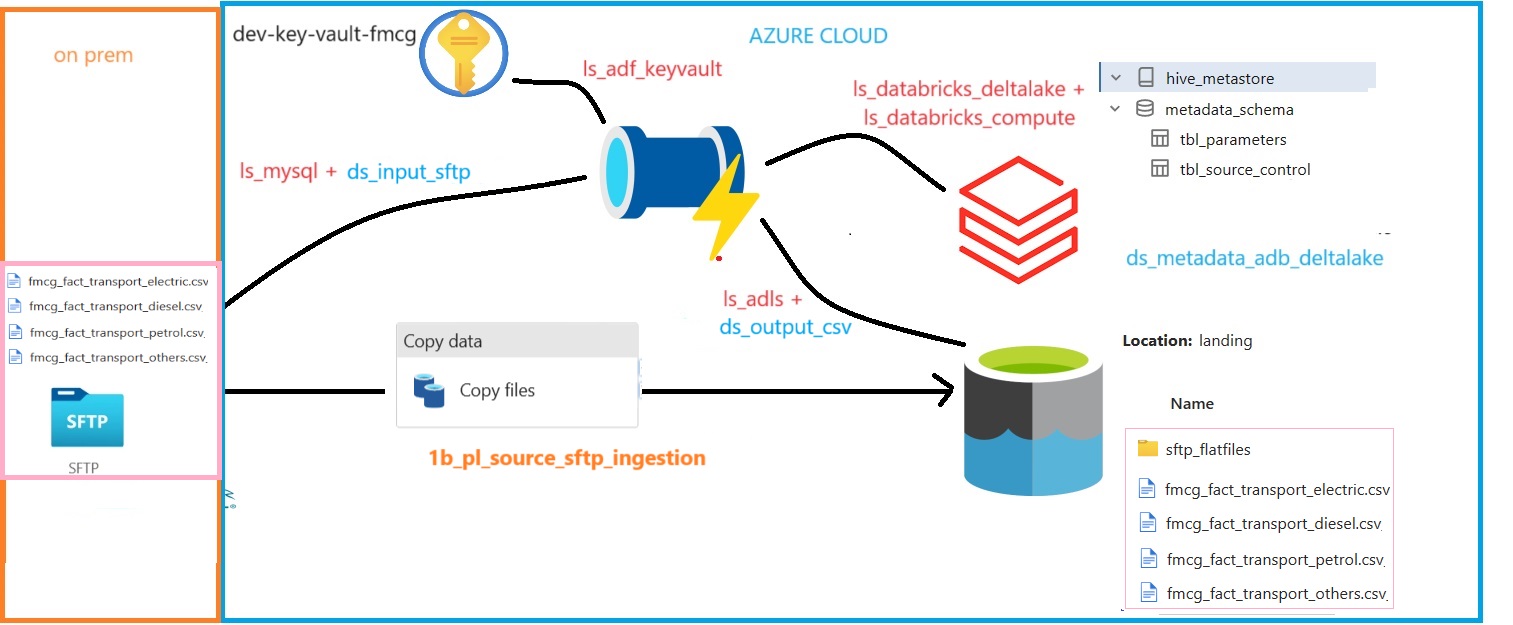 on prem
fmcg_fact_transport_electric.csv
fmcg_fact_transport_diesel.csv
fmcg_fact_transport_petrol.csv
fmcg_fact_transport_others.csv
SFTP
SFTP
dev-key-vault-fmcg
AZURE CLOUD
ls_adf_keyvault
ls_mysql + ds_input_sftp
ls_databricks_deltalake +
ls_databricks_compute
hive_metastore
metadata_schema
tbl_parameters
tbl_source_control
ds_metadata_adb_deltalake
ls_adls +
ds_output_csv
Copy data
Copy files
1b_pl_source_sftp_ingestion
Location: landing
Name
sftp_flatfiles
fmcg_fact_transport_electric.csv
fmcg_fact_transport_diesel.csv
fmcg_fact_transport_petrol.csv
fmcg_fact_transport_others.csv